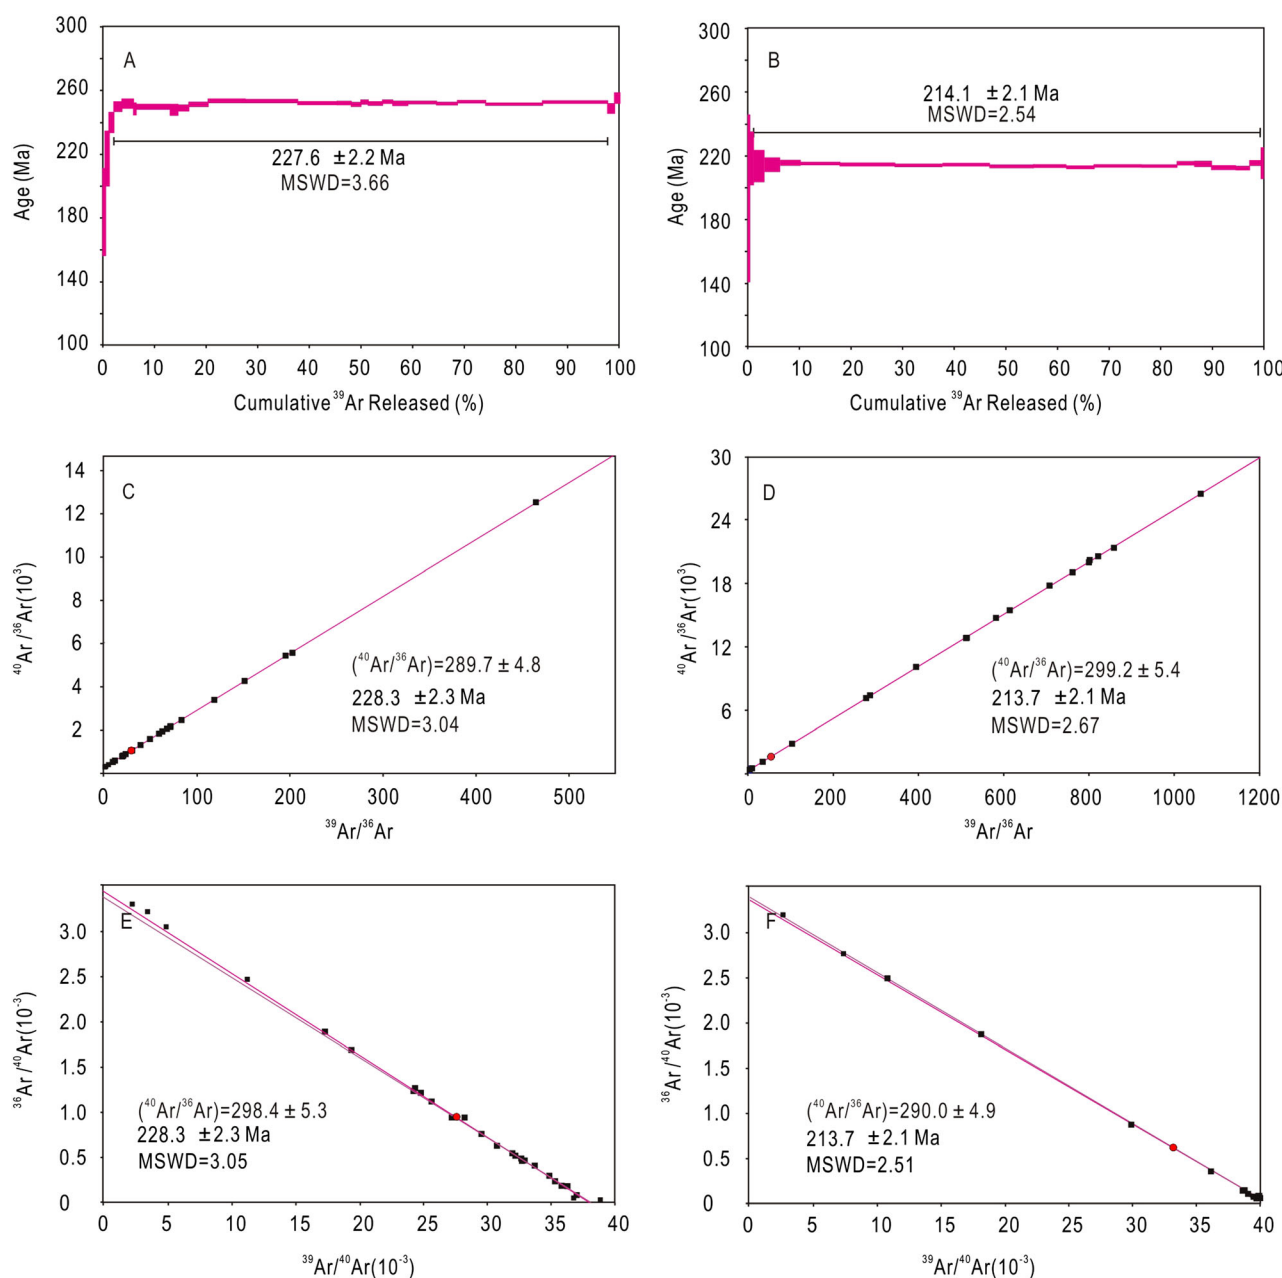 A
300
260
220
180
140
100
Age (Ma)
227.6 ±2.2 Ma
MSWD=3.66
0 10 20 30 40 50 60 70 80 90 100
Cumulative ³⁹Ar Released (%)
B
300
260
220
180
140
100
Age (Ma)
214.1 ±2.1 Ma
MSWD=2.54
0 10 20 30 40 50 60 70 80 90 100
Cumulative ³⁹Ar Released (%)
C
14
12
10
8
6
4
2
⁴⁰Ar/³⁶Ar(10³)
(⁴⁰Ar/³⁶Ar)=289.7±4.8
228.3 ±2.3 Ma
MSWD=3.04
0 100 200 300 400 500
³⁹Ar/³⁶Ar
D
30
24
18
12
6
⁴⁰Ar/³⁶Ar(10³)
(⁴⁰Ar/³⁶Ar)=299.2±5.4
213.7 ±2.1 Ma
MSWD=2.67
0 200 400 600 800 1000 1200
³⁹Ar/³⁶Ar
E
3.0
2.5
2.0
1.5
1.0
0.5
0
³⁶Ar/⁴⁰Ar(10⁻³)
(⁴⁰Ar/³⁶Ar)=298.4±5.3
228.3 ±2.3 Ma
MSWD=3.05
0 5 10 15 20 25 30 35 40
³⁹Ar/⁴⁰Ar(10⁻³)
F
3.0
2.5
2.0
1.5
1.0
0.5
0
³⁶Ar/⁴⁰Ar(10⁻³)
(⁴⁰Ar/³⁶Ar)=290.0±4.9
213.7 ±2.1 Ma
MSWD=2.51
0 5 10 15 20 25 30 35 40
³⁹Ar/⁴⁰Ar(10⁻³)